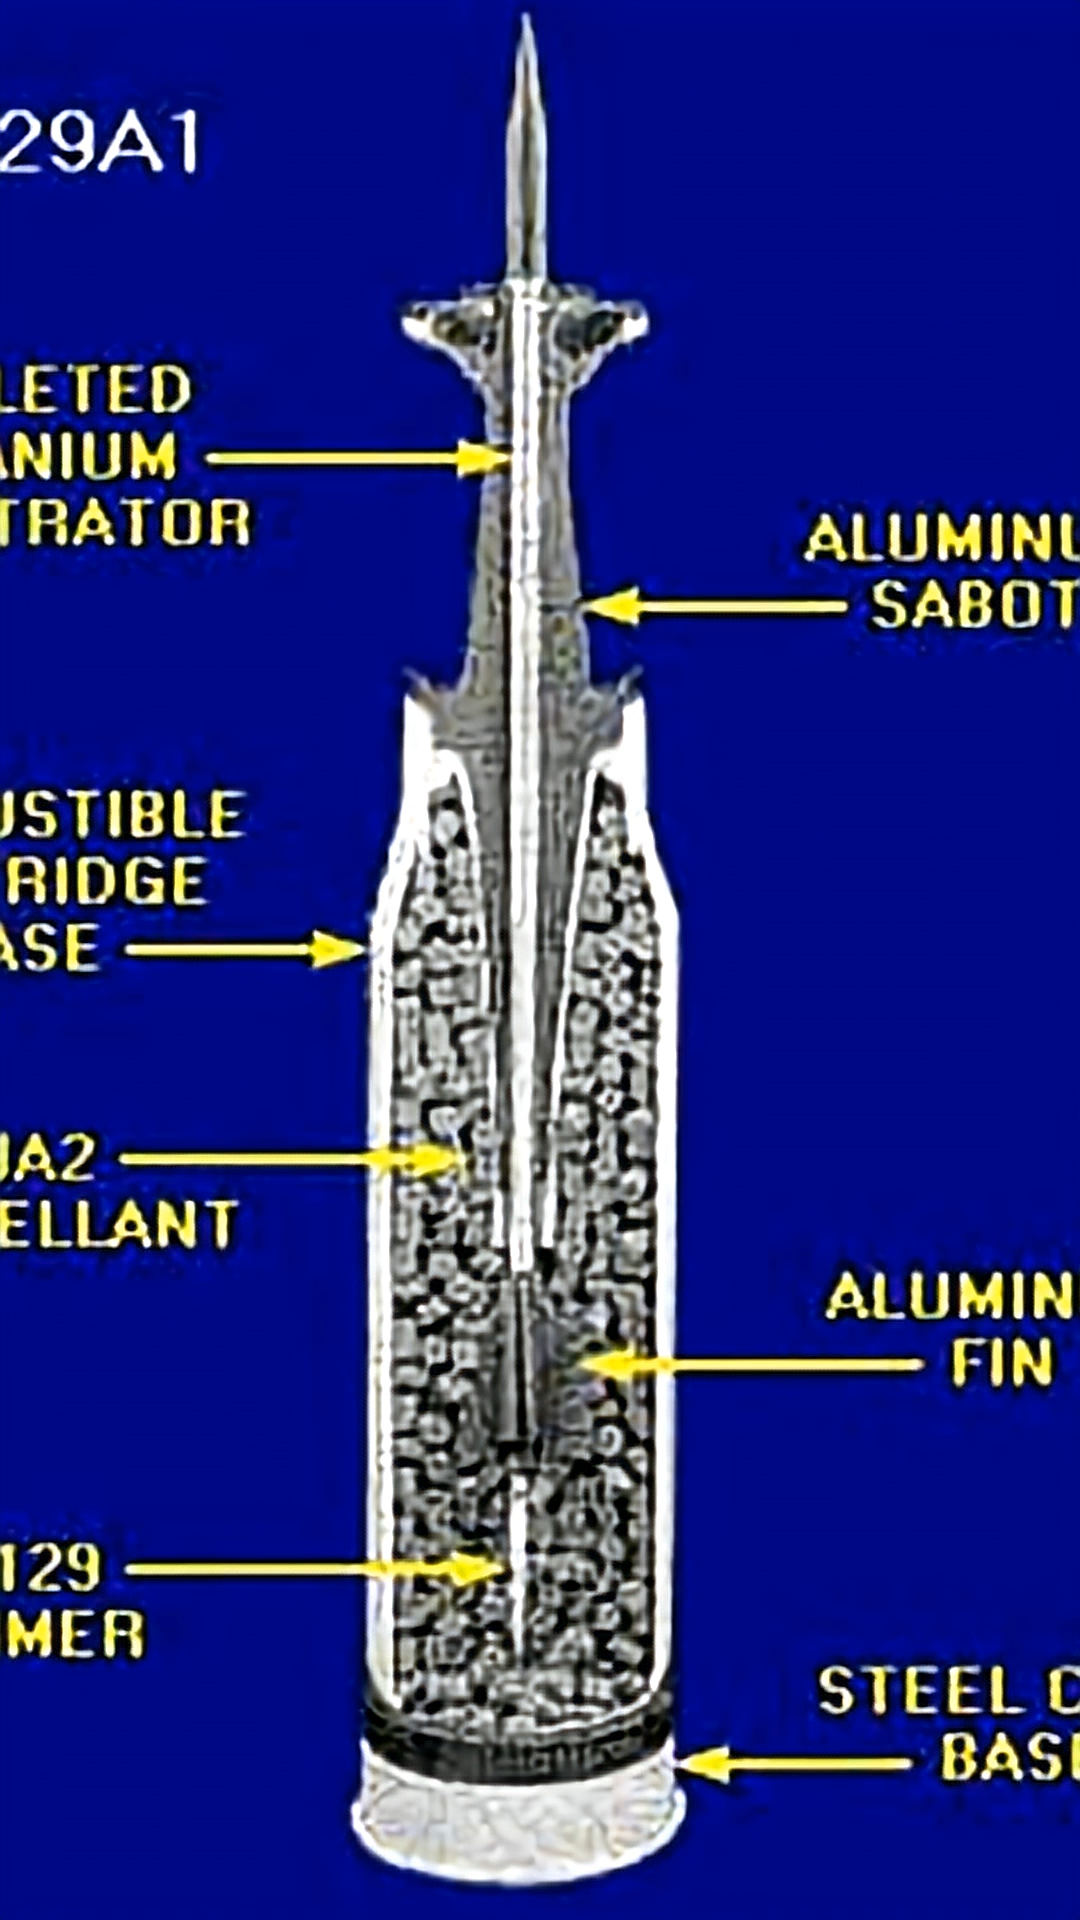 29A1
LETED
ANIUM
TRATOR
ALUMINU
SABOT
USTIBLE
RIDGE
ASE
JA2
ELLANT
ALUMIN
FIN
129
MER
STEEL C
BASE